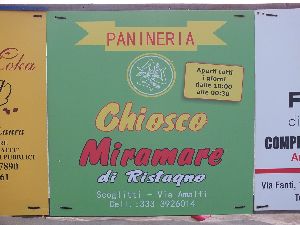 PANINERIA
Aperti tutti
i giorni
dalle 18:00
alle 00:30
Chiosco
Miramare
di Ristagno
Scoglitti - Via Amalfi
Cell.:333 3926014
Via Fanti,